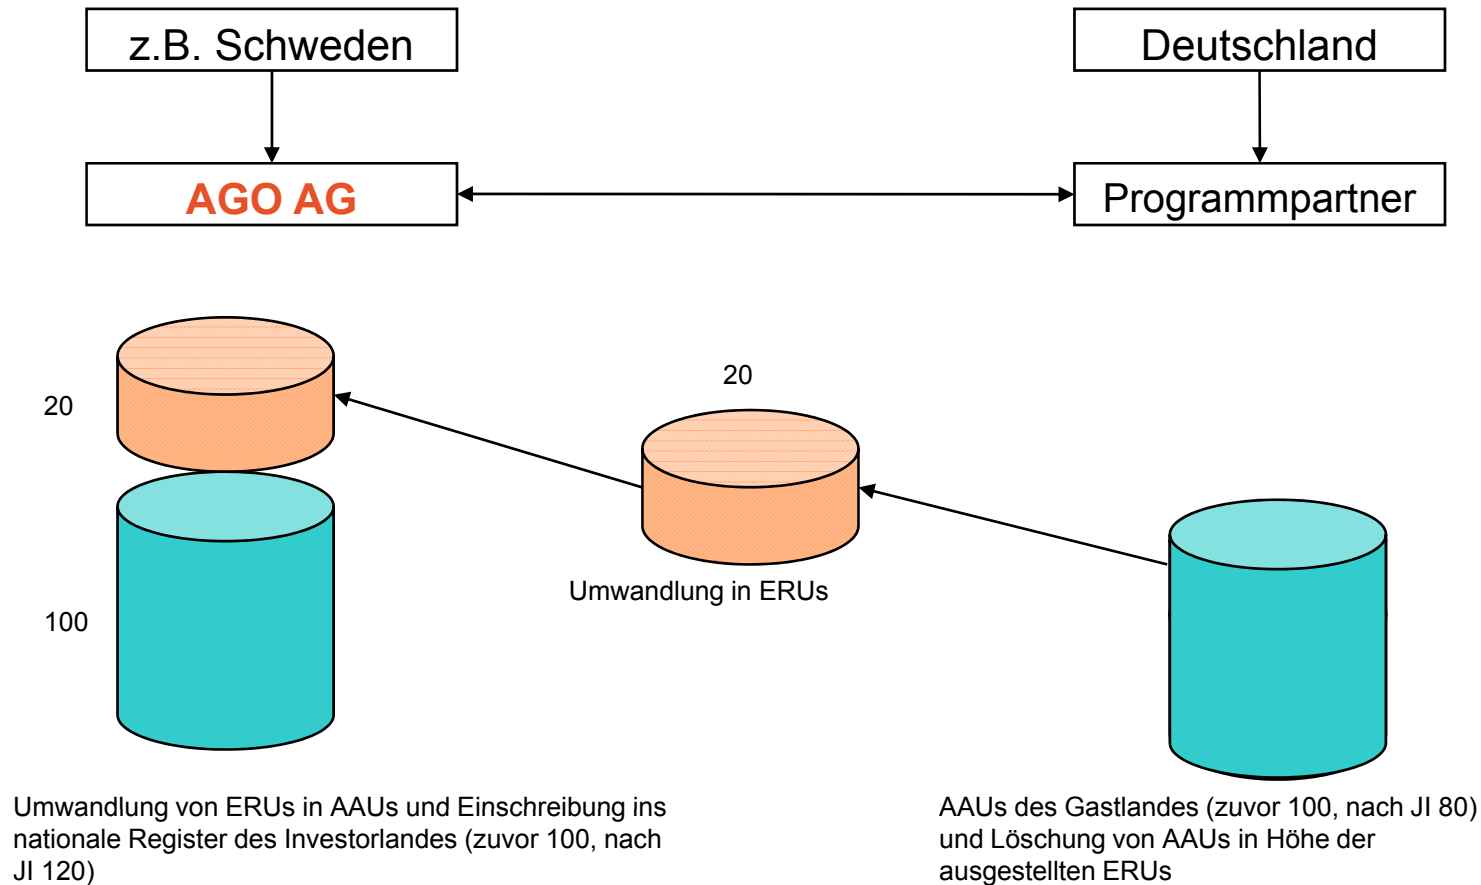 z.B. Schweden
Deutschland
AGO AG
Programmpartner
20
20
100
Umwandlung in ERUs
Umwandlung von ERUs in AAUs und Einschreibung ins
nationale Register des Investorlandes (zuvor 100, nach
JI 120)
AAUs des Gastlandes (zuvor 100, nach JI 80)
und Löschung von AAUs in Höhe der
ausgestellten ERUs